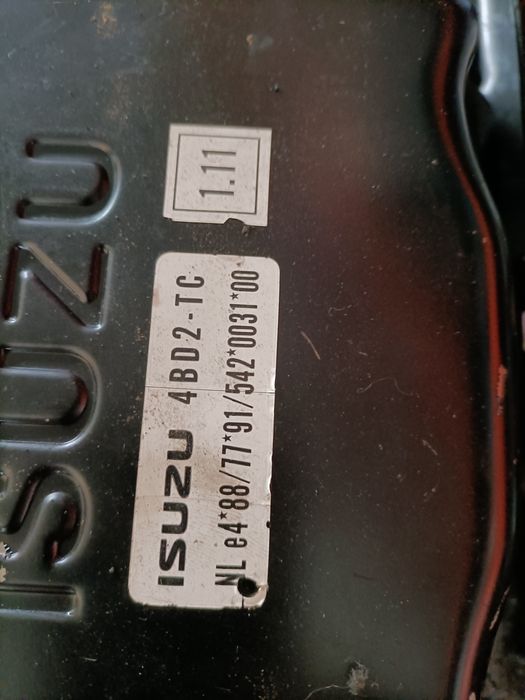 ISUZU
ISUZU 4BD2-TC
NL e4*88/77*91/542*0031*00
1.11